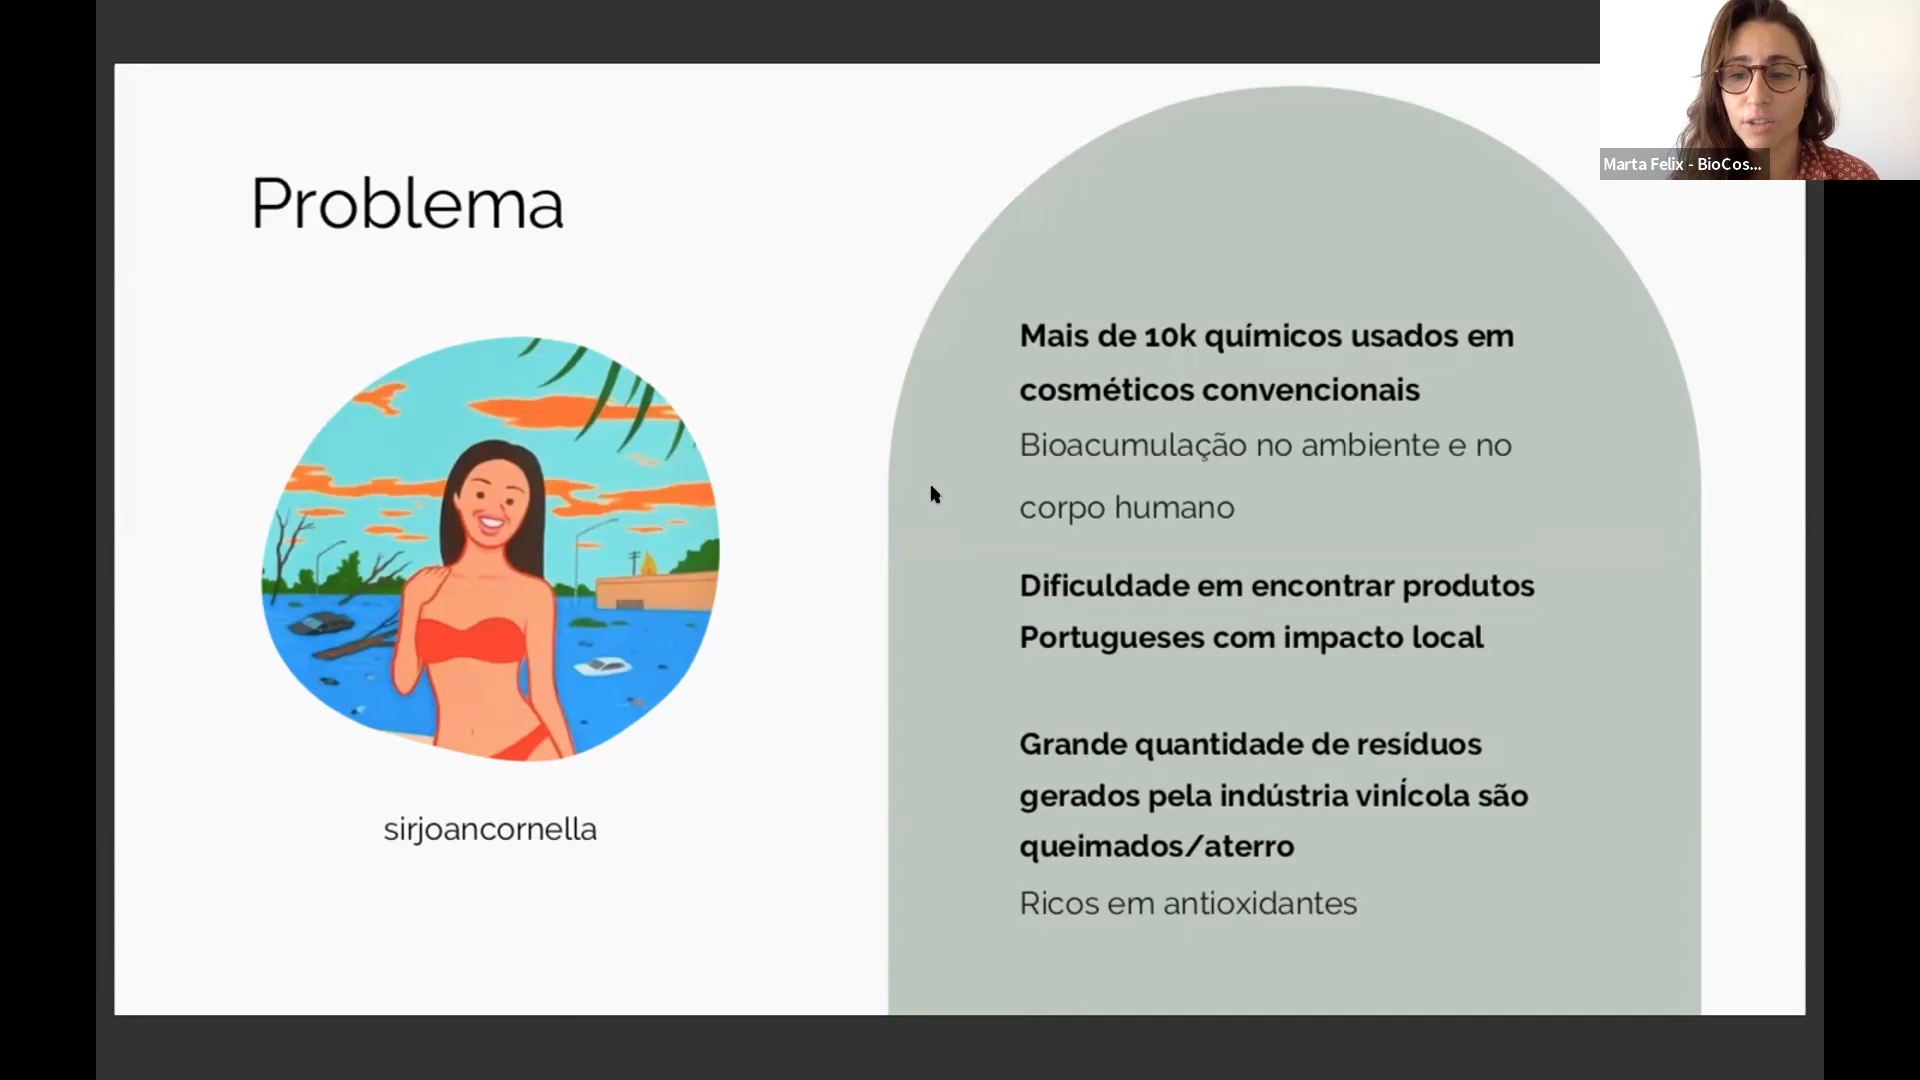 Marta Felix - BioCos...
Problema
sirjoancornella
Mais de 10k químicos usados em
cosméticos convencionais
Bioacumulação no ambiente e no
corpo humano
Dificuldade em encontrar produtos
Portugueses com impacto local
Grande quantidade de resíduos
gerados pela indústria vinÍcola são
queimados/aterro
Ricos em antioxidantes